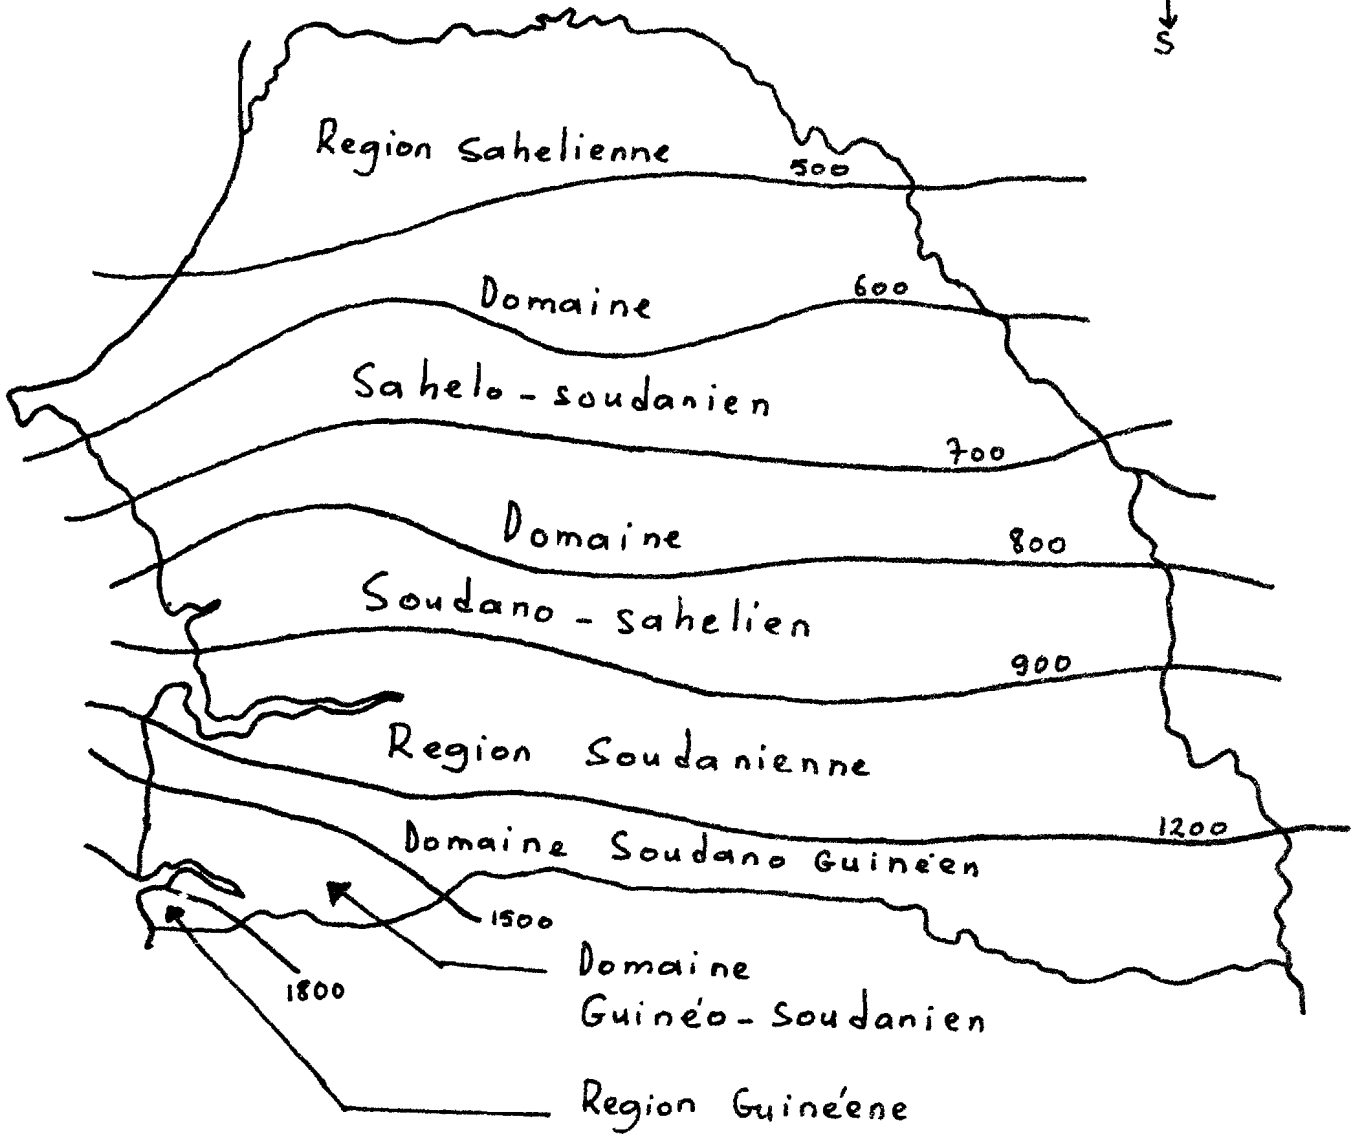 S
Region Sahelienne
500
Domaine
600
Sahelo - soudanien
700
Domaine
800
Soudano - sahelien
900
Region Soudanienne
1200
Domaine Soudano Guinéen
1500
Domaine
1800
Guinéo - Soudanien
Region Guinéene